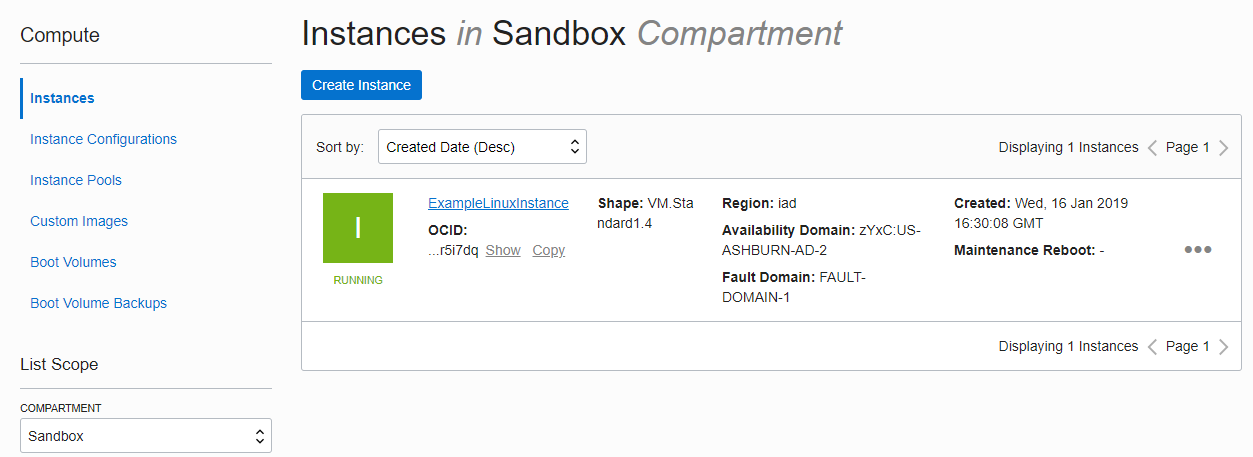 Compute
Instances
Instance Configurations
Instance Pools
Custom Images
Boot Volumes
Boot Volume Backups
List Scope
COMPARTMENT
Sandbox
Instances in Sandbox Compartment
Create Instance
Sort by: Created Date (Desc) Displaying 1 Instances Page 1
I
RUNNING
ExampleLinuxInstance
OCID:
...r5i7dq Show Copy
Shape: VM.Sta
ndard1.4
Region: iad
Availability Domain: zYxC:US-
ASHBURN-AD-2
Fault Domain: FAULT-
DOMAIN-1
Created: Wed, 16 Jan 2019
16:30:08 GMT
Maintenance Reboot: -
Displaying 1 Instances Page 1